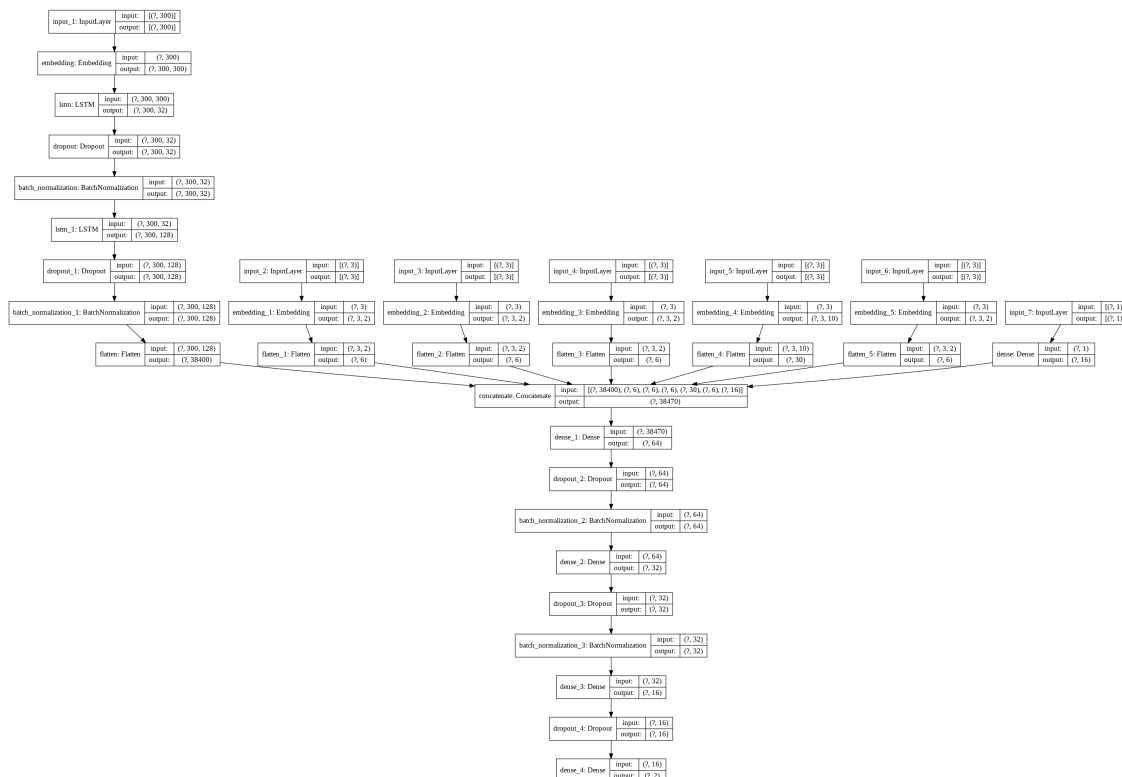 input_1: InputLayer input: [(?, 300)]
output: [(?, 300)]
embedding: Embedding input: (?, 300)
output: (?, 300, 300)
lstm: LSTM input: (?, 300, 300)
output: (?, 300, 32)
dropout: Dropout input: (?, 300, 32)
output: (?, 300, 32)
batch_normalization: BatchNormalization input: (?, 300, 32)
output: (?, 300, 32)
lstm_1: LSTM input: (?, 300, 32)
output: (?, 300, 128)
dropout_1: Dropout input: (?, 300, 128)
output: (?, 300, 128)
input_2: InputLayer input: [(?, 3)]
output: [(?, 3)]
input_3: InputLayer input: [(?, 3)]
output: [(?, 3)]
input_4: InputLayer input: [(?, 3)]
output: [(?, 3)]
input_5: InputLayer input: [(?, 3)]
output: [(?, 3)]
input_6: InputLayer input: [(?, 3)]
output: [(?, 3)]
batch_normalization_1: BatchNormalization input: (?, 300, 128)
output: (?, 300, 128)
embedding_1: Embedding input: (?, 3)
output: (?, 3, 2)
embedding_2: Embedding input: (?, 3)
output: (?, 3, 2)
embedding_3: Embedding input: (?, 3)
output: (?, 3, 2)
embedding_4: Embedding input: (?, 3)
output: (?, 3, 10)
embedding_5: Embedding input: (?, 3)
output: (?, 3, 2)
input_7: InputLayer input: [(?, 1)]
output: [(?, 1)]
flatten: Flatten input: (?, 300, 128)
output: (?, 38400)
flatten_1: Flatten input: (?, 3, 2)
output: (?, 6)
flatten_2: Flatten input: (?, 3, 2)
output: (?, 6)
flatten_3: Flatten input: (?, 3, 2)
output: (?, 6)
flatten_4: Flatten input: (?, 3, 10)
output: (?, 30)
flatten_5: Flatten input: (?, 3, 2)
output: (?, 6)
dense: Dense input: (?, 1)
output: (?, 16)
concatenate: Concatenate input: [(?, 38400), (?, 6), (?, 6), (?, 6), (?, 30), (?, 6), (?, 16)]
output: (?, 38470)
dense_1: Dense input: (?, 38470)
output: (?, 64)
dropout_2: Dropout input: (?, 64)
output: (?, 64)
batch_normalization_2: BatchNormalization input: (?, 64)
output: (?, 64)
dense_2: Dense input: (?, 64)
output: (?, 32)
dropout_3: Dropout input: (?, 32)
output: (?, 32)
batch_normalization_3: BatchNormalization input: (?, 32)
output: (?, 32)
dense_3: Dense input: (?, 32)
output: (?, 16)
dropout_4: Dropout input: (?, 16)
output: (?, 16)
dense_4: Dense input: (?, 16)
output: (?, 2)